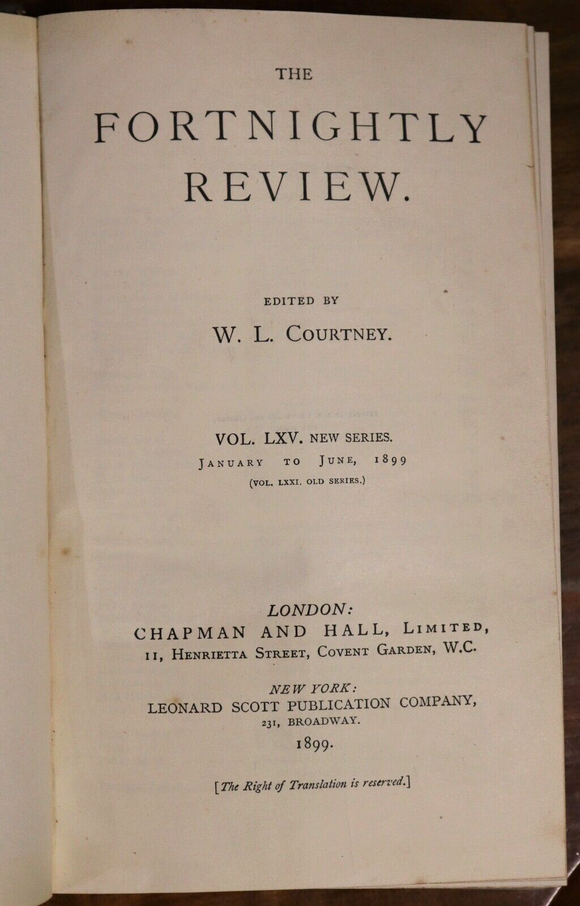 THE
FORTNIGHTLY
REVIEW.
EDITED BY
W. L. COURTNEY.
VOL. LXV. NEW SERIES.
JANUARY TO JUNE, 1899
(VOL. LXXI. OLD SERIES.)
LONDON:
CHAPMAN AND HALL, LIMITED,
11, HENRIETTA STREET, COVENT GARDEN, W.C.
NEW YORK:
LEONARD SCOTT PUBLICATION COMPANY,
231, BROADWAY.
1899.
[The Right of Translation is reserved.]